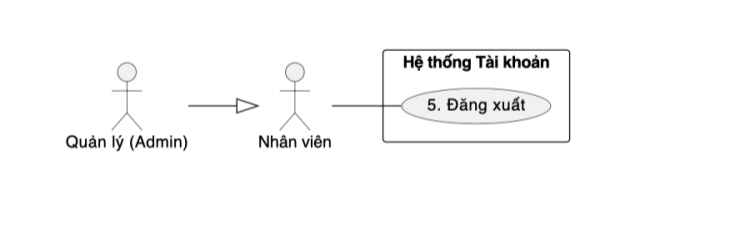 Hệ thống Tài khoản
5. Đăng xuất
Quản lý (Admin)
Nhân viên